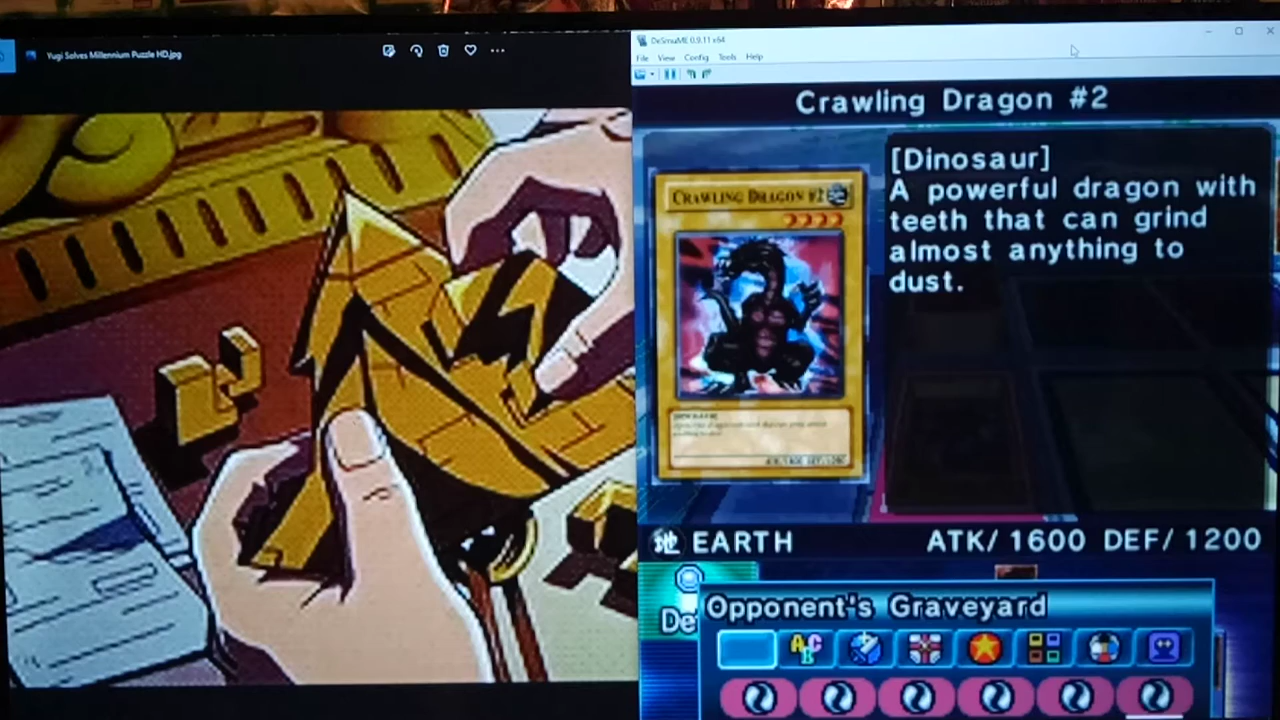 Yugi Solves Millennium Puzzle HD.jpg
DeSmuME 0.9.11 x64
File View Config Tools Help
Crawling Dragon #2
CRAWLING DRAGON #2
[Dinosaur]
A powerful dragon with
teeth that can grind
almost anything to
dust.
地 EARTH ATK/ 1600 DEF/ 1200
De
Opponent's Graveyard
A B C